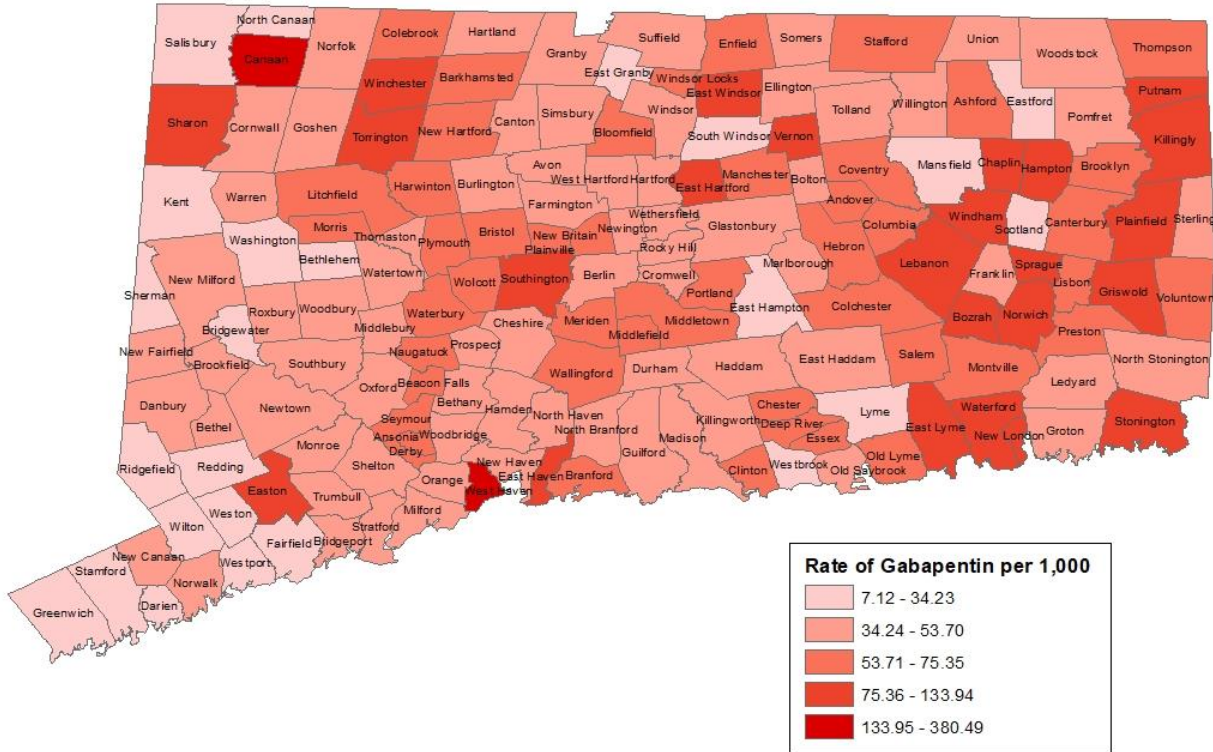 North Canaan
Salisbury
Canaan
Norfolk
Colebrook
Hartland
Granby
Suffield
Enfield
Somers
Stafford
Union
Woodstock
Thompson
East Granby
Winchester
Barkhamsted
Windsor Locks
East Windsor
Ellington
Willington
Ashford
Eastford
Putnam
Pomfret
Sharon
Cornwall
Goshen
Torrington
New Hartford
Canton
Simsbury
Bloomfield
Windsor
South Windsor
Vernon
Tolland
Mansfield
Chaplin
Hampton
Killingly
Brooklyn
Kent
Warren
Litchfield
Harwinton
Burlington
Avon
West Hartford
Hartford
East Hartford
Manchester
Bolton
Coventry
Andover
Columbia
Windham
Scotland
Canterbury
Plainfield
Sterling
Washington
Morris
Bethlehem
Thomaston
Watertown
Plymouth
Bristol
Farmington
New Britain
Plainville
Newington
Wethersfield
Rocky Hill
Glastonbury
Hebron
Lebanon
Franklin
Sprague
Lisbon
Griswold
Voluntown
New Milford
Sherman
Roxbury
Woodbury
Bridgewater
Middlebury
Waterbury
Wolcott
Southington
Berlin
Cromwell
Portland
Marlborough
East Hampton
Colchester
Bozrah
Norwich
Preston
North Stonington
New Fairfield
Brookfield
Southbury
Naugatuck
Prospect
Cheshire
Meriden
Middlefield
Middletown
East Haddam
Salem
Montville
Ledyard
Danbury
Bethel
Newtown
Oxford
Beacon Falls
Bethany
Wallingford
Durham
Haddam
Hamden
North Haven
North Branford
Killingworth
Chester
Deep River
Essex
Lyme
East Lyme
Waterford
New London
Groton
Stonington
Ridgefield
Redding
Monroe
Seymour
Ansonia
Derby
Woodbridge
Shelton
Guilford
Madison
Clinton
Westbrook
Old Saybrook
Old Lyme
Easton
Trumbull
Orange
New Haven
West Haven
East Haven
Branford
Wilton
Weston
Fairfield
Bridgeport
Stratford
Milford
New Canaan
Stamford
Norwalk
Westport
Greenwich
Darien
Rate of Gabapentin per 1,000
7.12 - 34.23
34.24 - 53.70
53.71 - 75.35
75.36 - 133.94
133.95 - 380.49